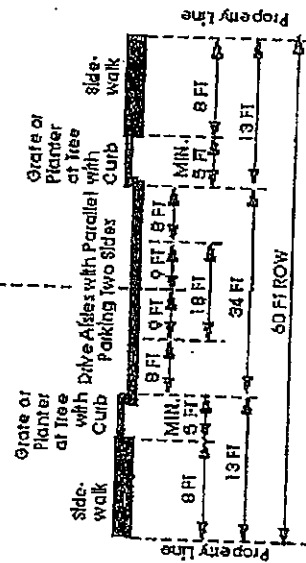 Property Line
Side-
walk
Grate or
Planter
at Tree
with
Curb
Drive Aisles with Parallel
Parking Two Sides
Grate or
Planter
at Tree
with
Curb
Side-
walk
Property Line
8 FT
MIN.
5 FT
8 FT
9 FT
9 FT
8 FT
MIN.
5 FT
8 FT
18 FT
13 FT
34 FT
13 FT
60 FT ROW